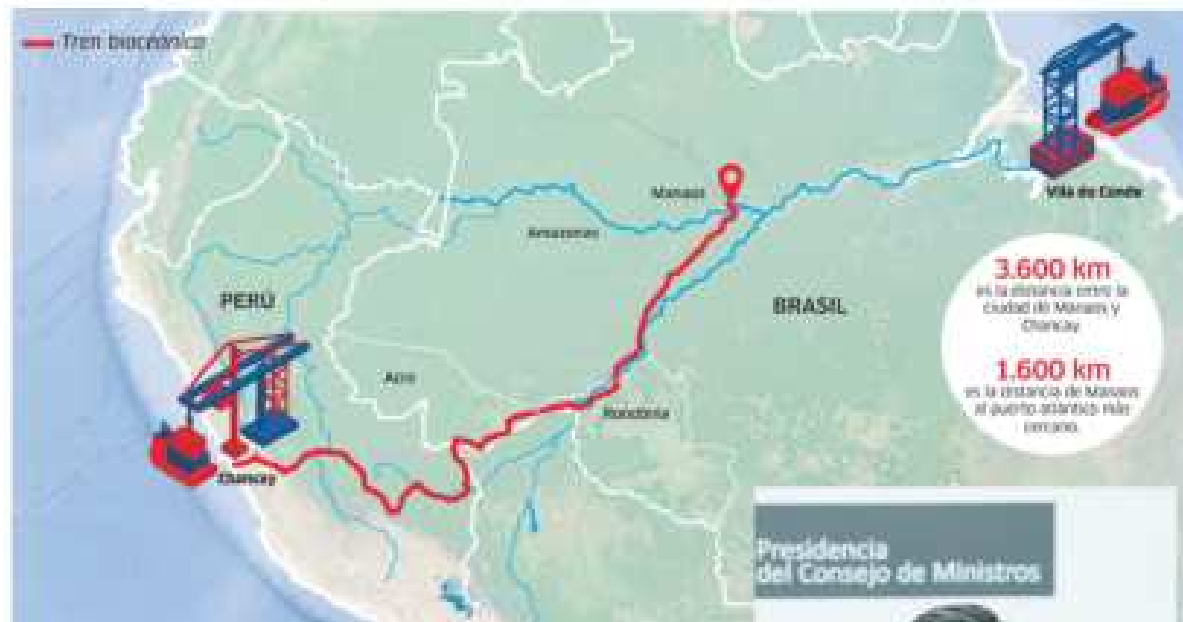 Tren bioceánico
Manaos
Amazonas
Vila do Conde
PERÚ
BRASIL
3.600 km
es la distancia entre la
ciudad de Manaos y
Chancay
1.600 km
es la distancia de Manaos
al puerto atlántico más
cercano.
Acre
Rondonia
Chancay
Presidencia
del Consejo de Ministros